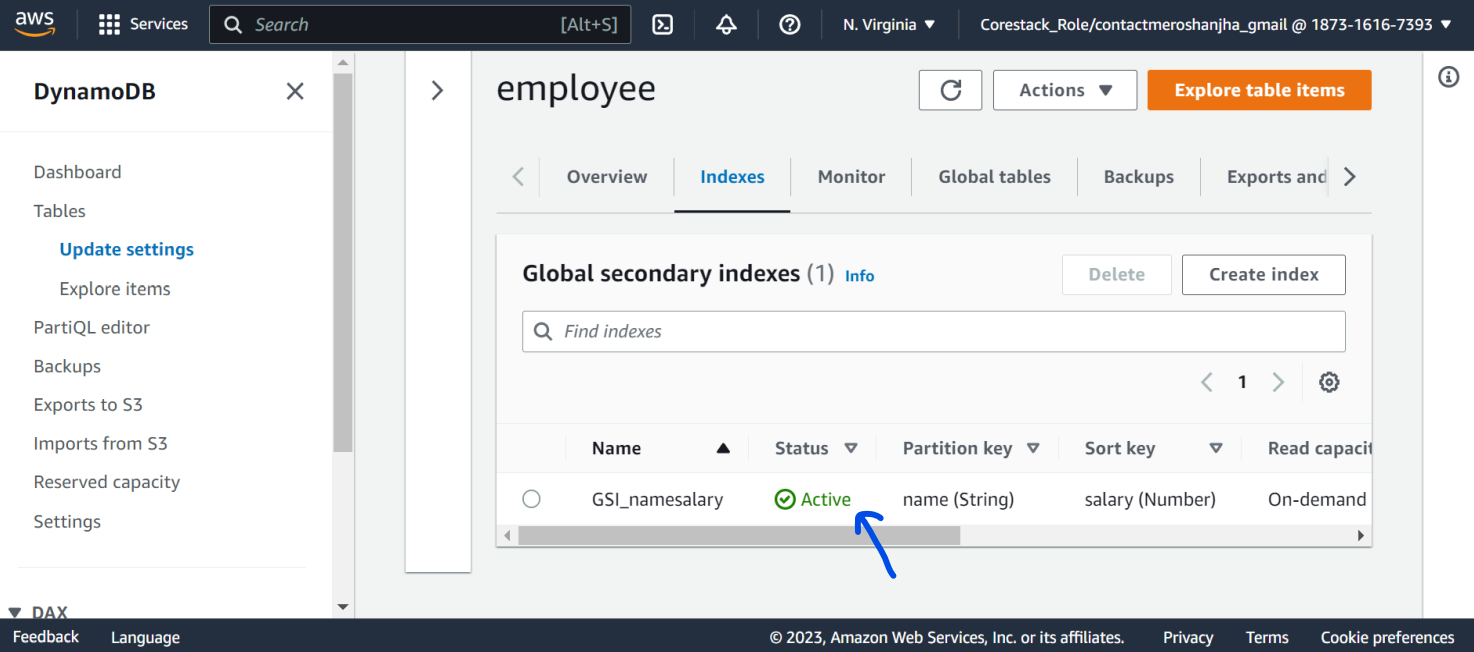 aws
Services
Search [Alt+S]
N. Virginia
Corestack_Role/contactmeroshanjha_gmail @ 1873-1616-7393
DynamoDB
Dashboard
Tables
Update settings
Explore items
PartiQL editor
Backups
Exports to S3
Imports from S3
Reserved capacity
Settings
DAX
employee
Actions
Explore table items
Overview Indexes Monitor Global tables Backups Exports and
Global secondary indexes (1) Info
Delete Create index
Find indexes
1
Name Status Partition key Sort key Read capacit
GSI_namesalary Active name (String) salary (Number) On-demand
Feedback Language © 2023, Amazon Web Services, Inc. or its affiliates. Privacy Terms Cookie preferences